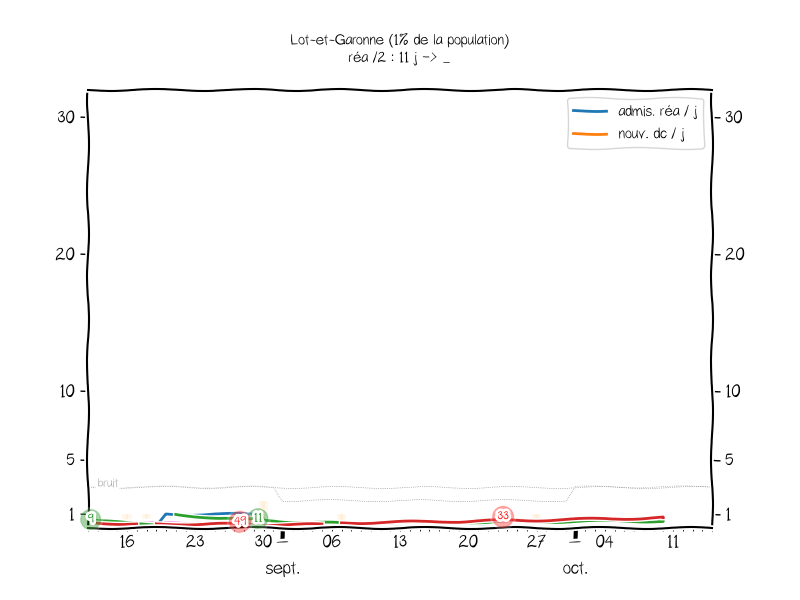 Lot-et-Garonne (1% de la population)
réa /2 : 11 j -> _
30 30
admis. réa / j
nouv. dc / j
20 20
10 10
5 5
bruit
1 1
9 49 11 33
16 23 30 06 13 20 27 04 11
sept. oct.